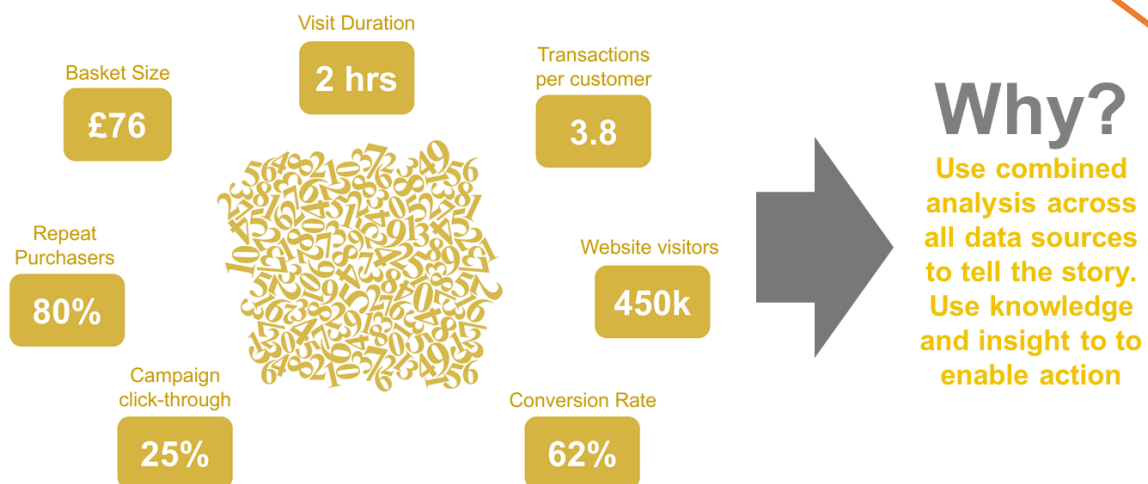 Visit Duration
2 hrs
Basket Size
£76
Transactions
per customer
3.8
Repeat
Purchasers
80%
Website visitors
450k
Campaign
click-through
25%
Conversion Rate
62%
Why?
Use combined
analysis across
all data sources
to tell the story.
Use knowledge
and insight to to
enable action